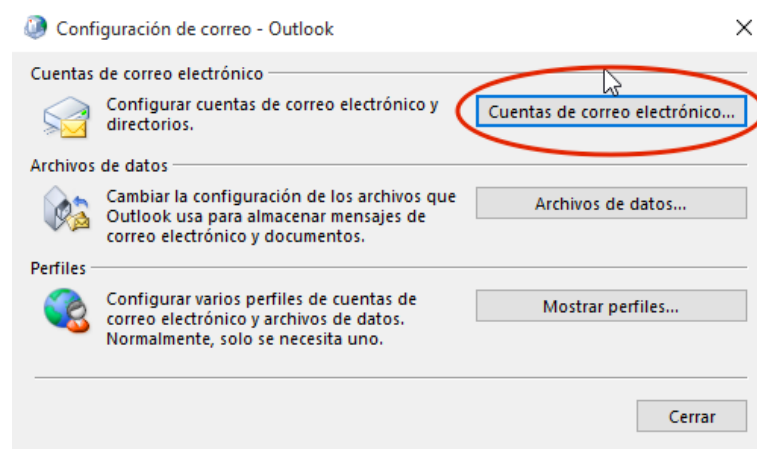 Configuración de correo - Outlook
Cuentas de correo electrónico
Configurar cuentas de correo electrónico y
directorios.
Cuentas de correo electrónico...
Archivos de datos
Cambiar la configuración de los archivos que
Outlook usa para almacenar mensajes de
correo electrónico y documentos.
Archivos de datos...
Perfiles
Configurar varios perfiles de cuentas de
correo electrónico y archivos de datos.
Normalmente, solo se necesita uno.
Mostrar perfiles...
Cerrar